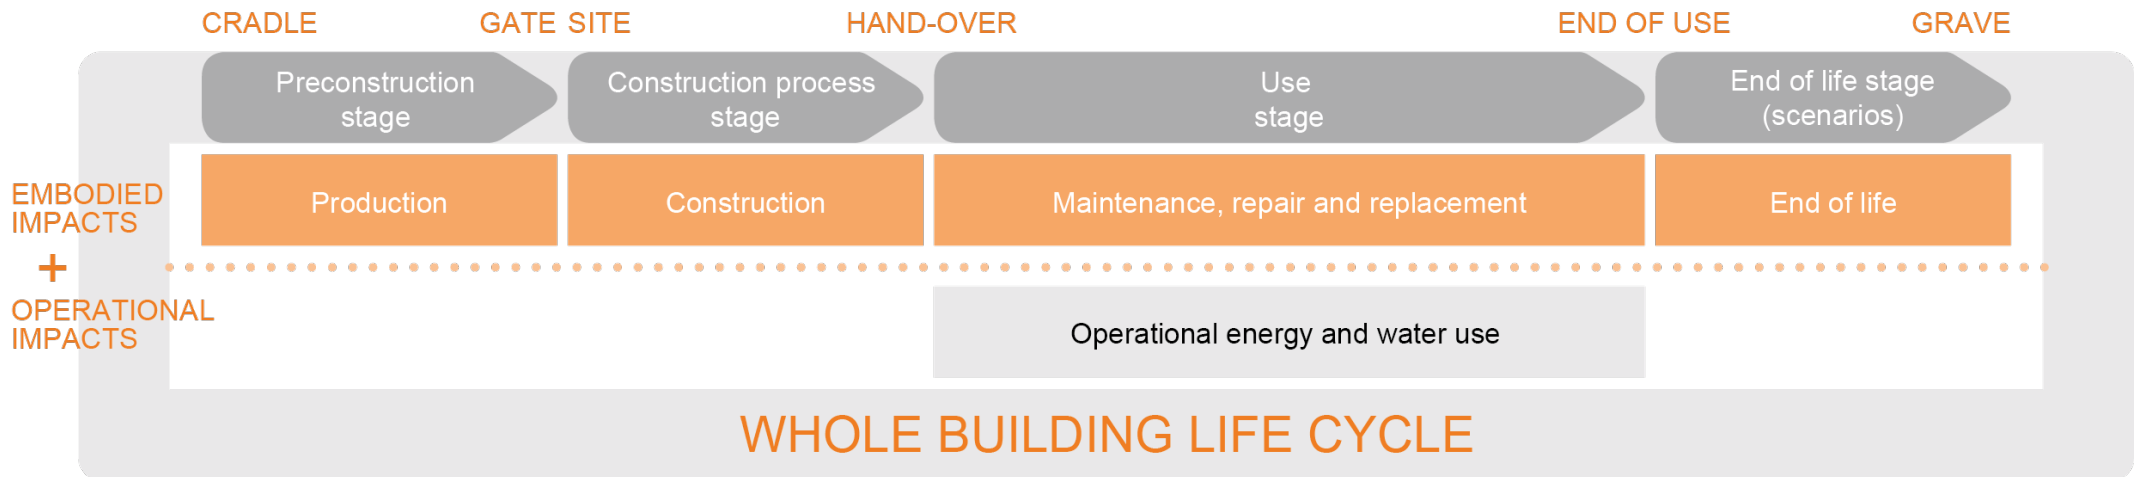 CRADLE GATE SITE HAND-OVER END OF USE GRAVE
Preconstruction
stage
Construction process
stage
Use
stage
End of life stage
(scenarios)
EMBODIED
IMPACTS
Production
Construction
Maintenance, repair and replacement
End of life
+
OPERATIONAL
IMPACTS
Operational energy and water use
WHOLE BUILDING LIFE CYCLE